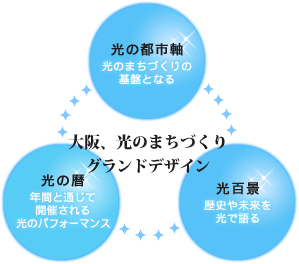 光の都市軸
光のまちづくりの
基盤となる
大阪、光のまちづくり
グランドデザイン
光の暦
年間と通じて
開催される
光のパフォーマンス
光百景
歴史や未来を
光で語る